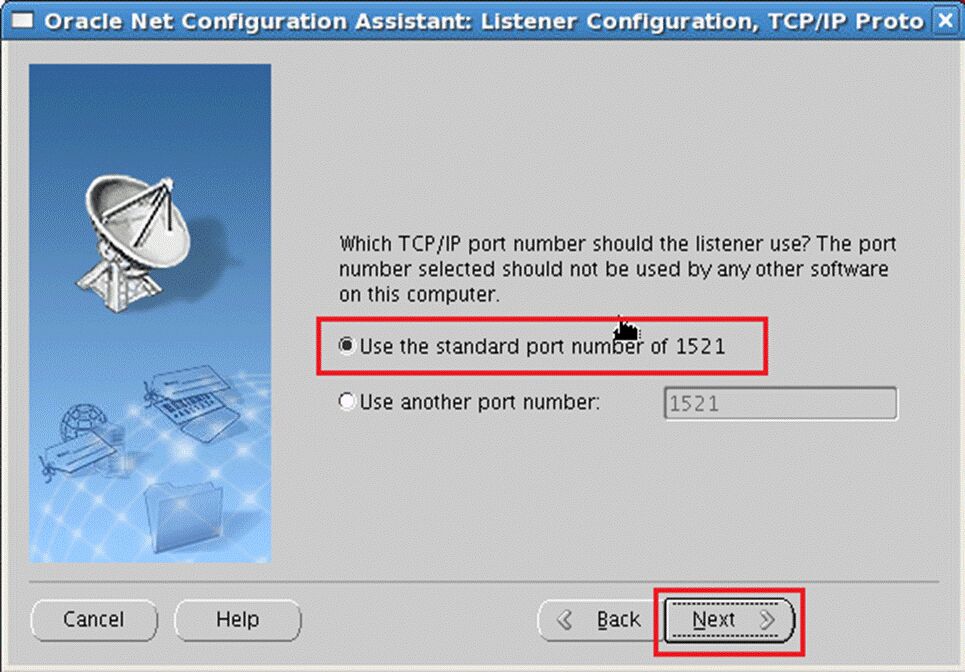 Oracle Net Configuration Assistant: Listener Configuration, TCP/IP Proto
Which TCP/IP port number should the listener use? The port
number selected should not be used by any other software
on this computer.
Use the standard port number of 1521
Use another port number: 1521
Cancel Help Back Next